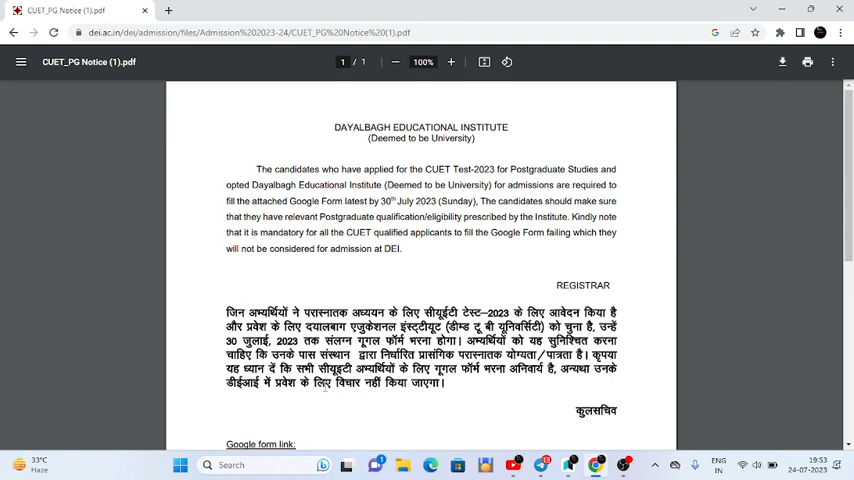 CUET_PG Notice (1).pdf
dei.ac.in/dei/admission/files/Admission%202023-24/CUET_PG%20Notice%20(1).pdf
CUET_PG Notice (1).pdf
1 / 1
100%
DAYALBAGH EDUCATIONAL INSTITUTE
(Deemed to be University)
The candidates who have applied for the CUET Test-2023 for Postgraduate Studies and
opted Dayalbagh Educational Institute (Deemed to be University) for admissions are required to
fill the attached Google Form latest by 30th July 2023 (Sunday), The candidates should make sure
that they have relevant Postgraduate qualification/eligibility prescribed by the Institute. Kindly note
that it is mandatory for all the CUET qualified applicants to fill the Google Form failing which they
will not be considered for admission at DEI.
REGISTRAR
जिन अभ्यर्थियों ने परास्नातक अध्ययन के लिए सीयूईटी टेस्ट–2023 के लिए आवेदन किया है
और प्रवेश के लिए दयालबाग एजुकेशनल इंस्टीट्यूट (डीम्ड टू बी यूनिवर्सिटी) को चुना है, उन्हें
30 जुलाई, 2023 तक संलग्न गूगल फॉर्म भरना होगा। अभ्यर्थियों को यह सुनिश्चित करना
चाहिए कि उनके पास संस्थान द्वारा निर्धारित प्रासंगिक परास्नातक योग्यता/पात्रता है। कृपया
यह ध्यान दें कि सभी सीयूइटी अभ्यर्थियों के लिए गूगल फॉर्म भरना अनिवार्य है, अन्यथा उनके
डीईआई में प्रवेश के लिए विचार नहीं किया जाएगा।
कुलसचिव
Google form link:
33°C
Haze
Search
1
13
ENG
IN
19:53
24-07-2023